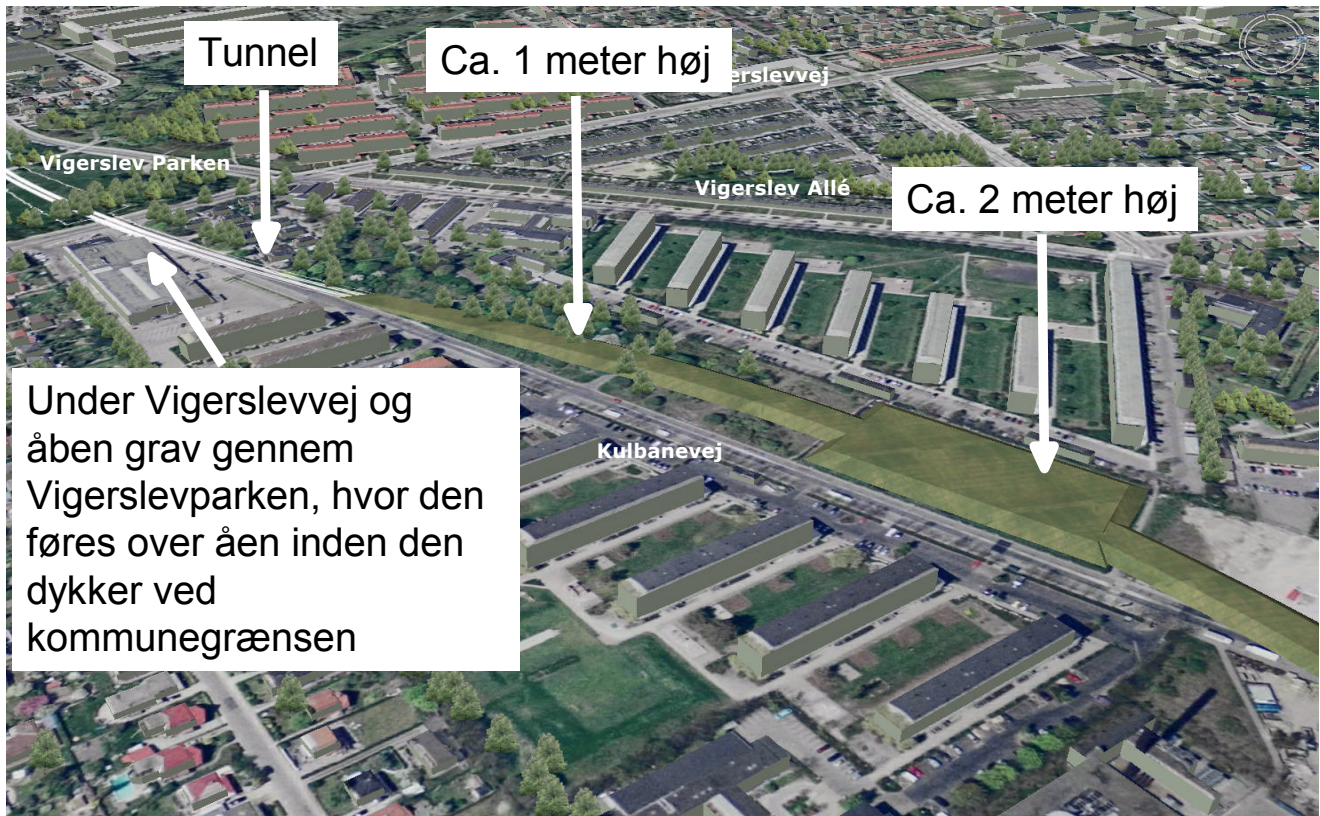 Tunnel
Ca. 1 meter høj
erslevvej
Vigerslev Parken
Vigerslev Allé
Ca. 2 meter høj
Under Vigerslevvej og
åben grav gennem
Vigerslevparken, hvor den
føres over åen inden den
dykker ved
kommunegrænsen
Kulbanevej